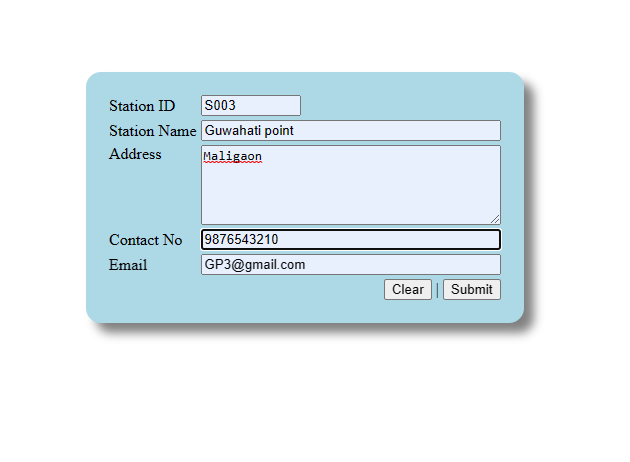 Station ID S003
Station Name Guwahati point
Address Maligaon
Contact No 9876543210
Email GP3@gmail.com
Clear | Submit